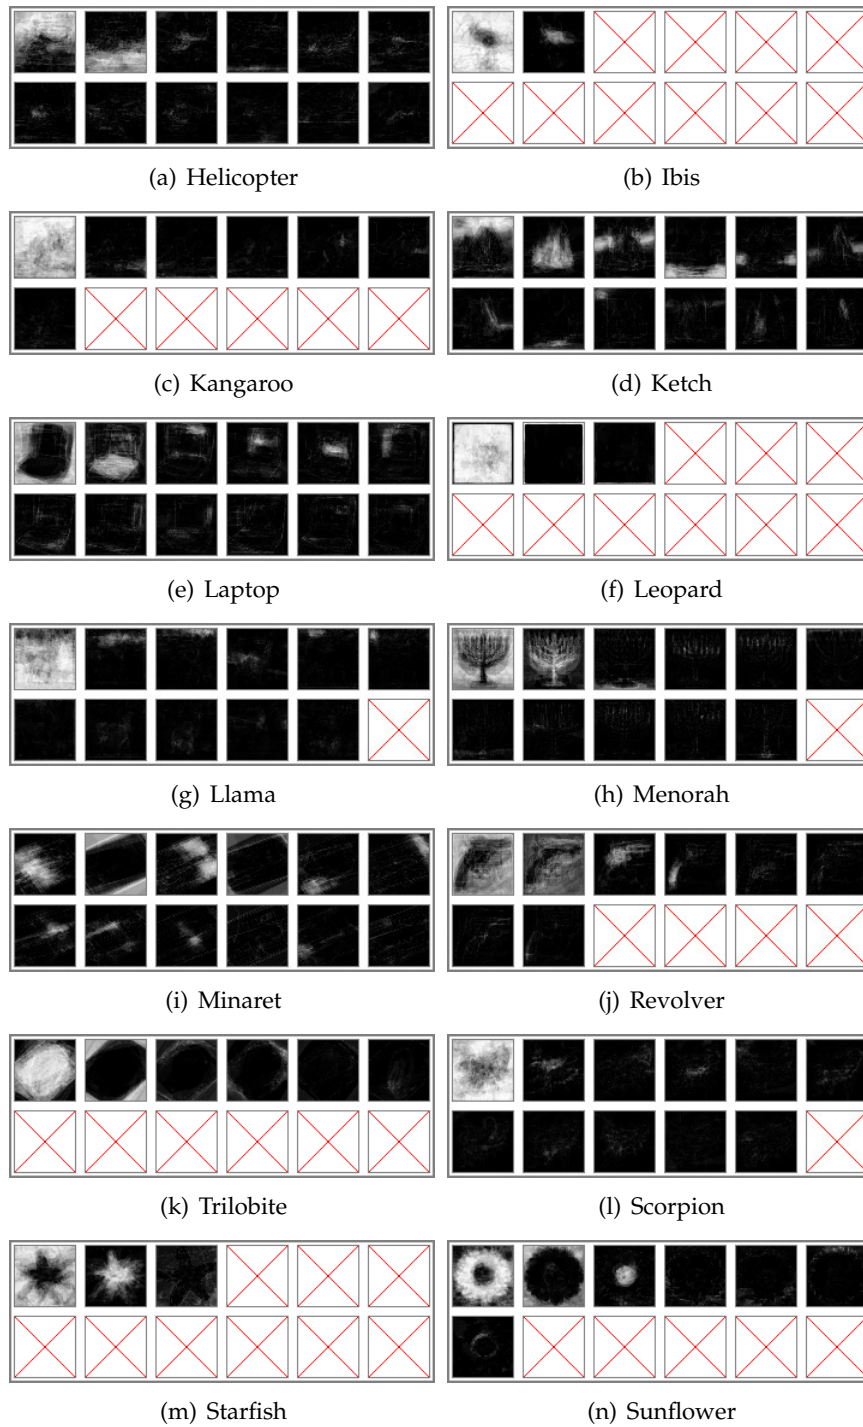 (a) Helicopter
(b) Ibis
(c) Kangaroo
(d) Ketch
(e) Laptop
(f) Leopard
(g) Llama
(h) Menorah
(i) Minaret
(j) Revolver
(k) Trilobite
(l) Scorpion
(m) Starfish
(n) Sunflower